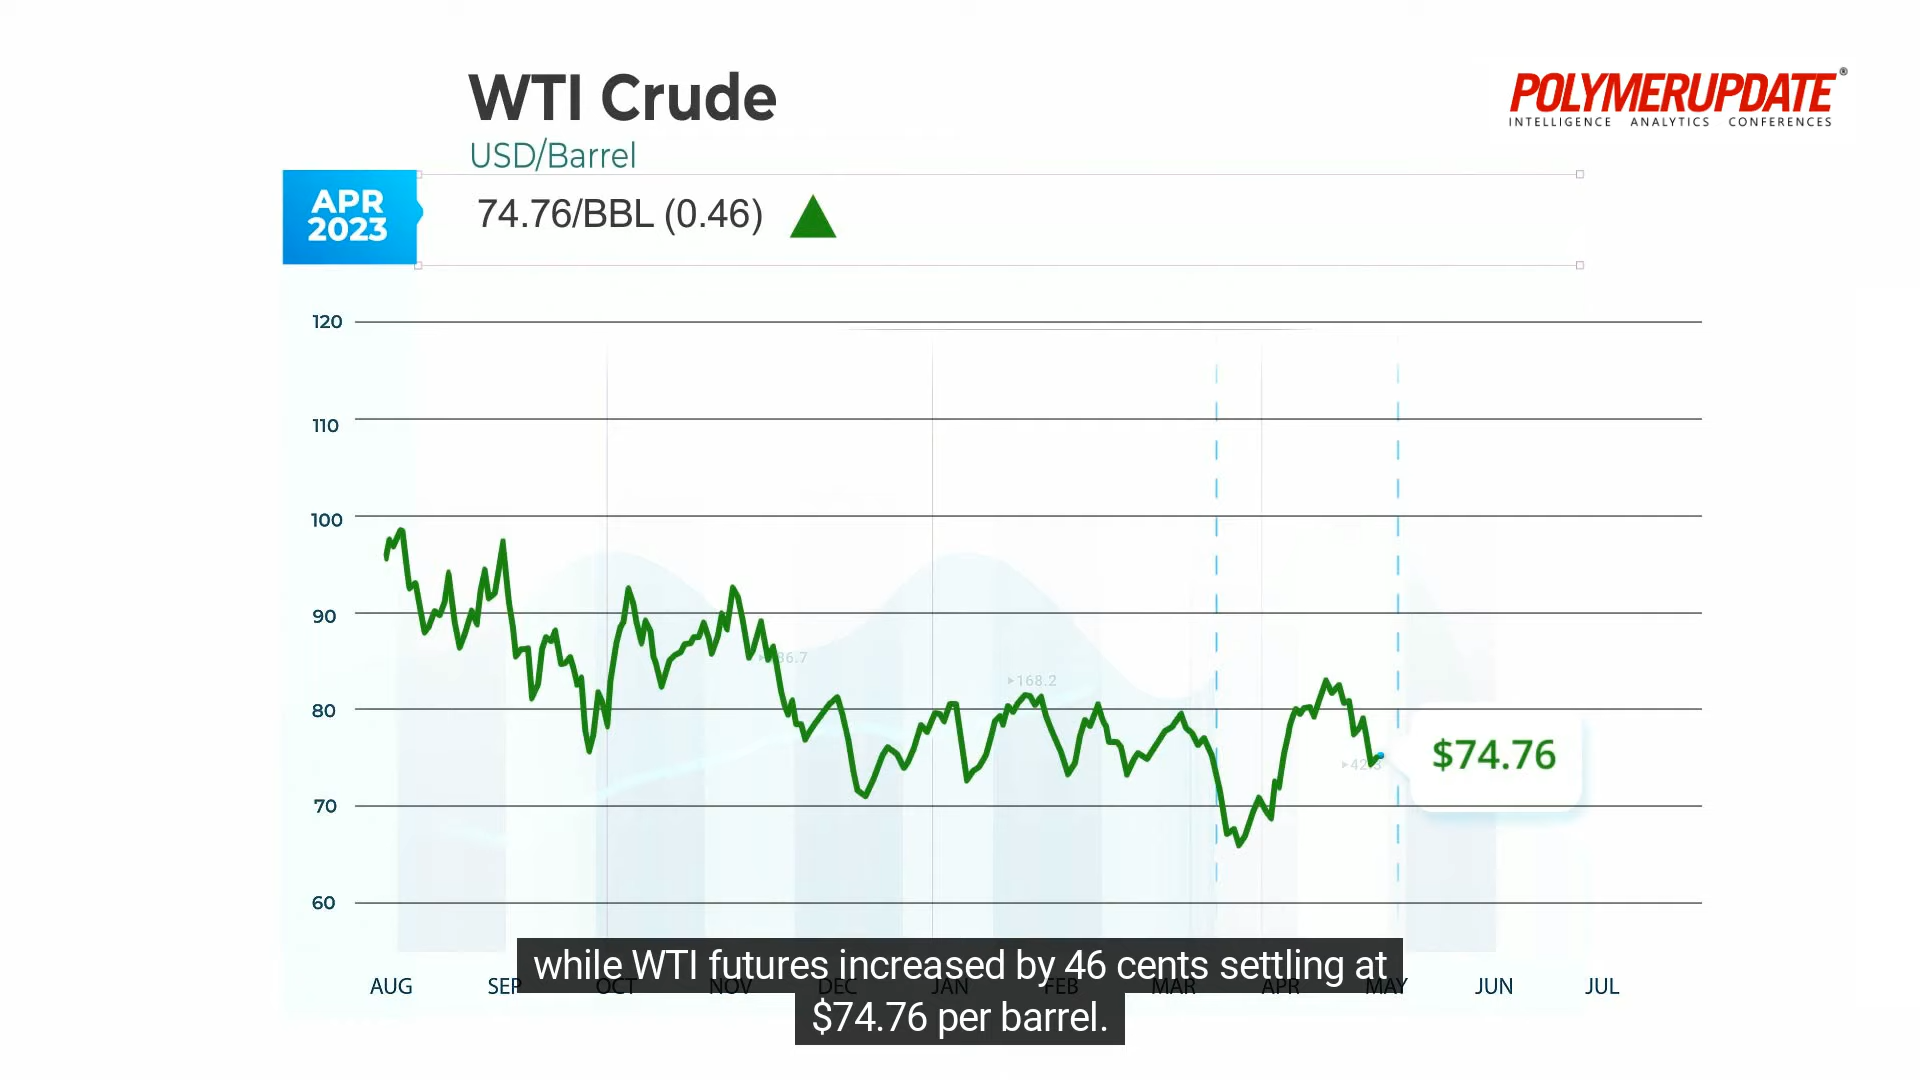 WTI Crude
POLYMERUPDATE®
INTELLIGENCE ANALYTICS CONFERENCES
USD/Barrel
APR
2023
74.76/BBL (0.46)
120
110
100
90
80
70
60
168.2
$74.76
while WTI futures increased by 46 cents settling at
$74.76 per barrel.
AUG SEP OCT NOV DEC JAN FEB MAR APR MAY JUN JUL